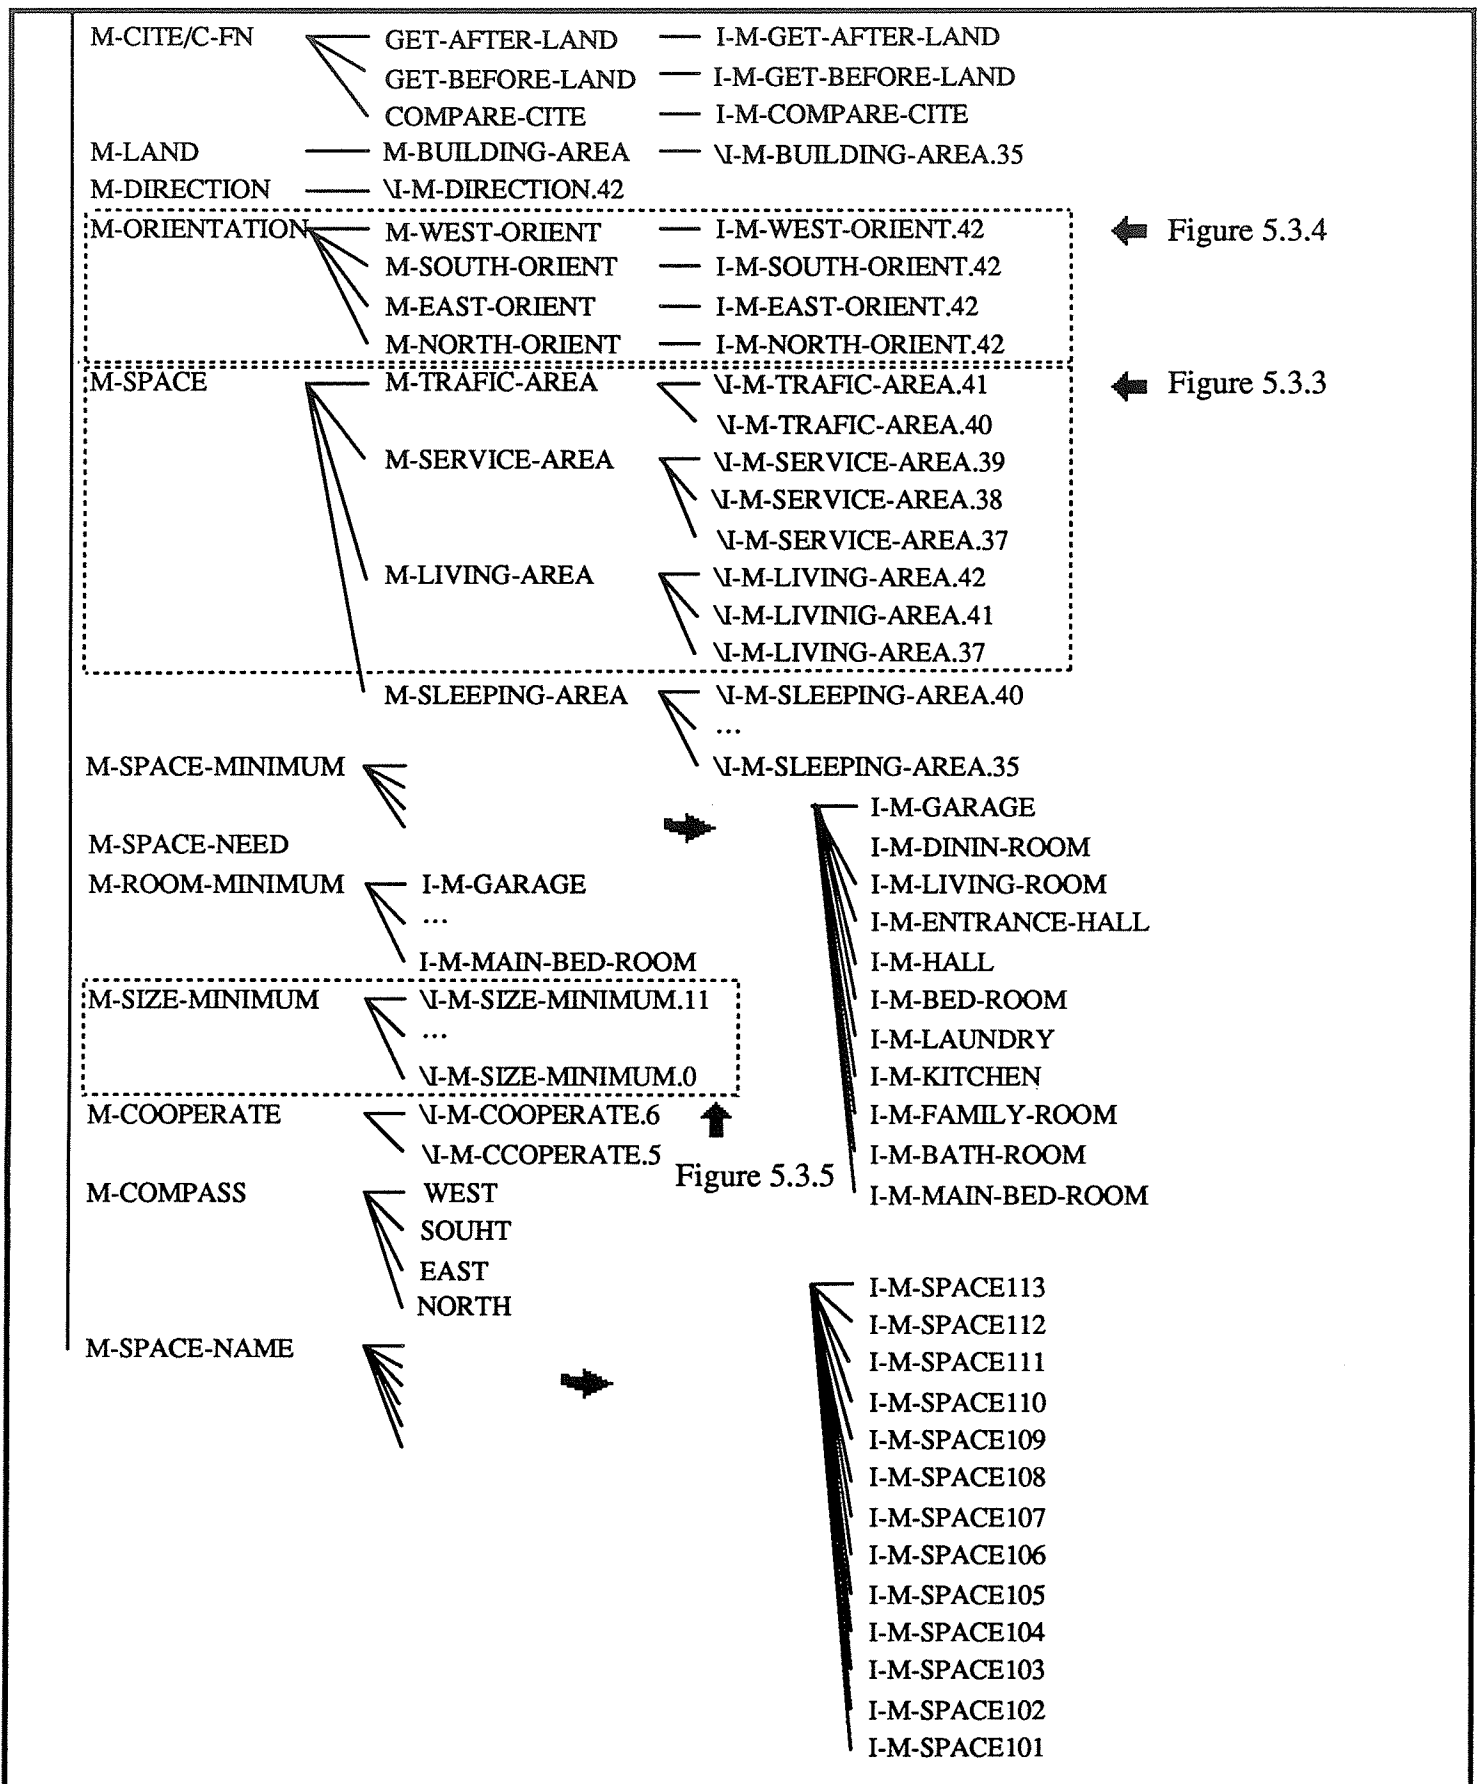 M-CITE/C-FN GET-AFTER-LAND I-M-GET-AFTER-LAND
GET-BEFORE-LAND I-M-GET-BEFORE-LAND
COMPARE-CITE I-M-COMPARE-CITE
M-LAND M-BUILDING-AREA \I-M-BUILDING-AREA.35
M-DIRECTION \I-M-DIRECTION.42
M-ORIENTATION M-WEST-ORIENT I-M-WEST-ORIENT.42 Figure 5.3.4
M-SOUTH-ORIENT I-M-SOUTH-ORIENT.42
M-EAST-ORIENT I-M-EAST-ORIENT.42
M-NORTH-ORIENT I-M-NORTH-ORIENT.42
M-SPACE M-TRAFIC-AREA \I-M-TRAFIC-AREA.41 Figure 5.3.3
\I-M-TRAFIC-AREA.40
M-SERVICE-AREA \I-M-SERVICE-AREA.39
\I-M-SERVICE-AREA.38
\I-M-SERVICE-AREA.37
M-LIVING-AREA \I-M-LIVING-AREA.42
\I-M-LIVINIG-AREA.41
\I-M-LIVING-AREA.37
M-SLEEPING-AREA \I-M-SLEEPING-AREA.40
...
M-SPACE-MINIMUM \I-M-SLEEPING-AREA.35
I-M-GARAGE
M-SPACE-NEED I-M-DININ-ROOM
M-ROOM-MINIMUM I-M-GARAGE I-M-LIVING-ROOM
... I-M-ENTRANCE-HALL
I-M-MAIN-BED-ROOM I-M-HALL
M-SIZE-MINIMUM \I-M-SIZE-MINIMUM.11 I-M-BED-ROOM
... I-M-LAUNDRY
\I-M-SIZE-MINIMUM.0 I-M-KITCHEN
M-COOPERATE \I-M-COOPERATE.6 I-M-FAMILY-ROOM
\I-M-CCOPERATE.5 I-M-BATH-ROOM
Figure 5.3.5
M-COMPASS WEST I-M-MAIN-BED-ROOM
SOUHT
EAST
I-M-SPACE113
NORTH
I-M-SPACE112
M-SPACE-NAME I-M-SPACE111
I-M-SPACE110
I-M-SPACE109
I-M-SPACE108
I-M-SPACE107
I-M-SPACE106
I-M-SPACE105
I-M-SPACE104
I-M-SPACE103
I-M-SPACE102
I-M-SPACE101